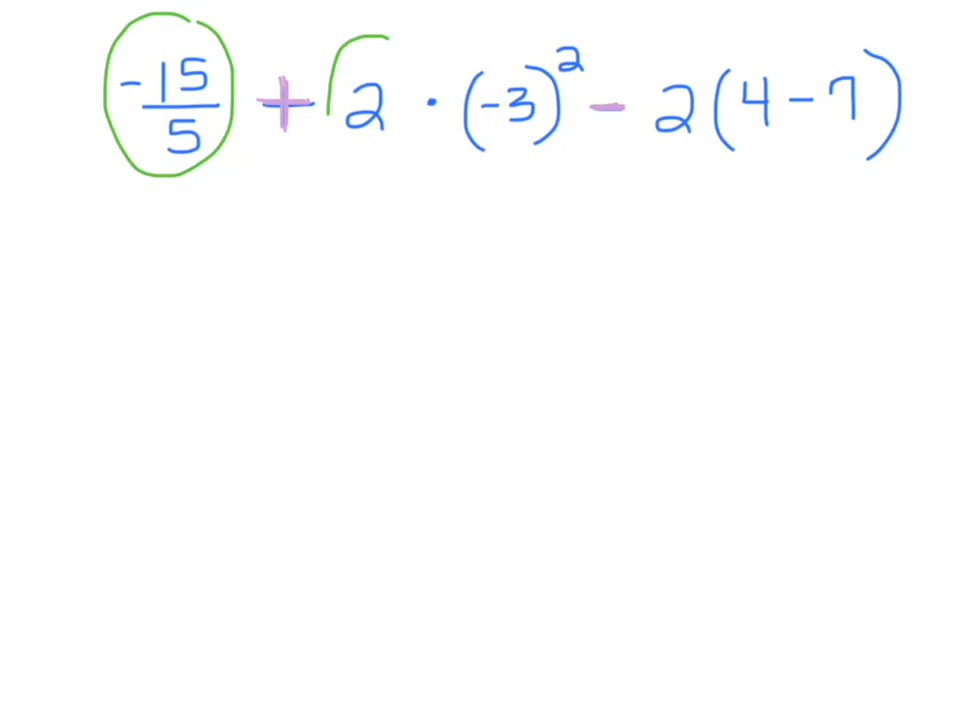 -15/5 + 2 · (-3)² - 2(4 - 7)